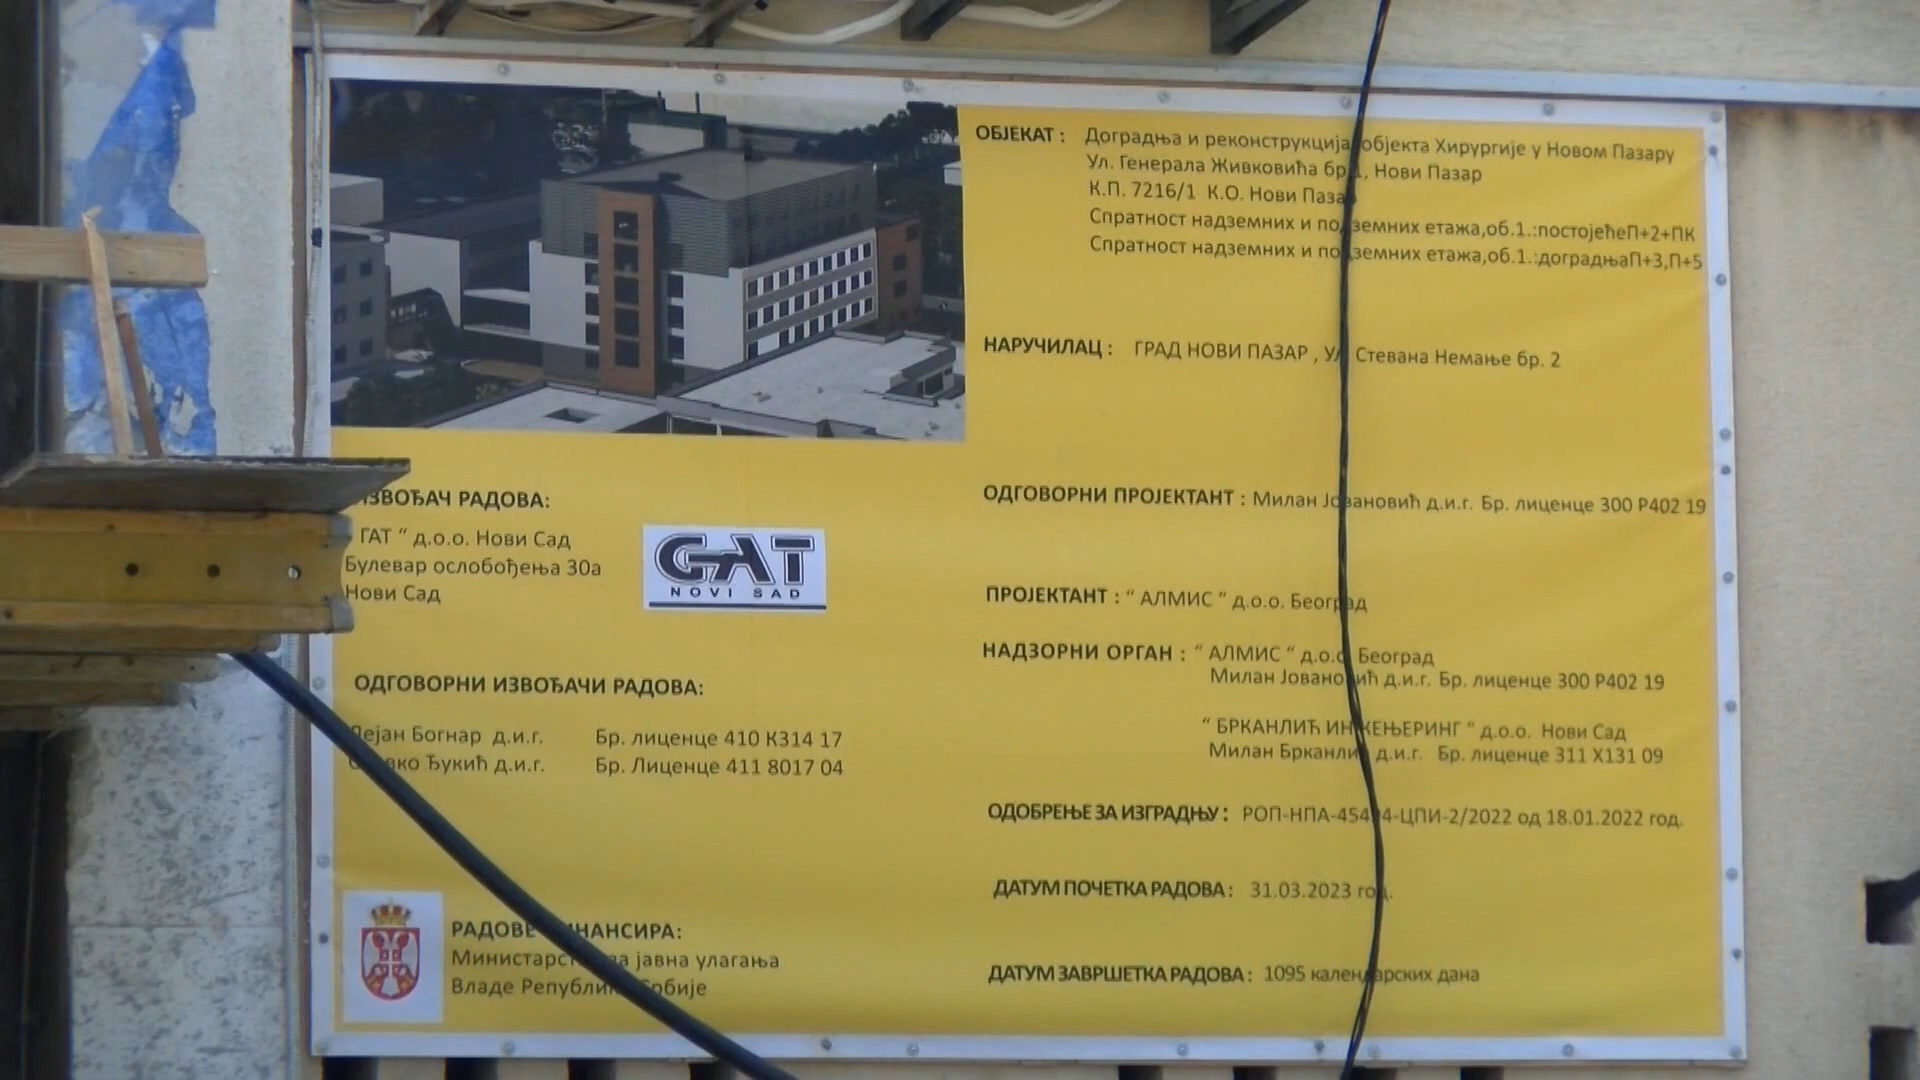 ОБЈЕКАТ : Доградња и реконструкција објекта Хирургије у Новом Пазару
Ул. Генерала Живковића бр.1, Нови Пазар
К.П. 7216/1 К.О. Нови Пазар
Спратност надземних и подземних етажа,об.1.:постојећеП+2+ПК
Спратност надземних и подземних етажа,об.1.:доградњаП+3,П+5
НАРУЧИЛАЦ : ГРАД НОВИ ПАЗАР , Ул. Стевана Немање бр. 2
ОДГОВОРНИ ПРОЈЕКТАНТ : Милан Јовановић д.и.г. Бр. лиценце 300 Р402 19
ПРОЈЕКТАНТ : “ АЛМИС “ д.о.о. Београд
НАДЗОРНИ ОРГАН : “ АЛМИС “ д.о.о. Београд
Милан Јовановић д.и.г. Бр. лиценце 300 Р402 19
“ БРКАНЛИЋ ИНЖЕЊЕРИНГ “ д.о.о. Нови Сад
Милан Брканлић д.и.г. Бр. лиценце 311 Х131 09
ОДОБРЕЊЕ ЗА ИЗГРАДЊУ : од 18.01.2022 год.
ДАТУМ ПОЧЕТКА РАДОВА : 31.03.2023 год.
ДАТУМ ЗАВРШЕТКА РАДОВА : 1095 календарских дана
ИЗВОЂАЧ РАДОВА:
ГАТ “ д.о.о. Нови Сад
Булевар ослобођења 30а
Нови Сад
GAT
NOVI SAD
ОДГОВОРНИ ИЗВОЂАЧИ РАДОВА:
Дејан Богнар д.и.г. Бр. лиценце 410 К314 17
Ђукић д.и.г. Бр. Лиценце 411 8017 04
РАДОВЕ ФИНАНСИРА:
Министарство за јавна улагања
Владе Републике Србије